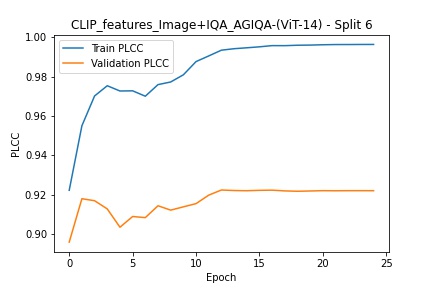 CLIP_features_Image+IQA_AGIQA-(ViT-14) - Split 6
Train PLCC
Validation PLCC
PLCC
1.00
0.98
0.96
0.94
0.92
0.90
0 5 10 15 20 25
Epoch